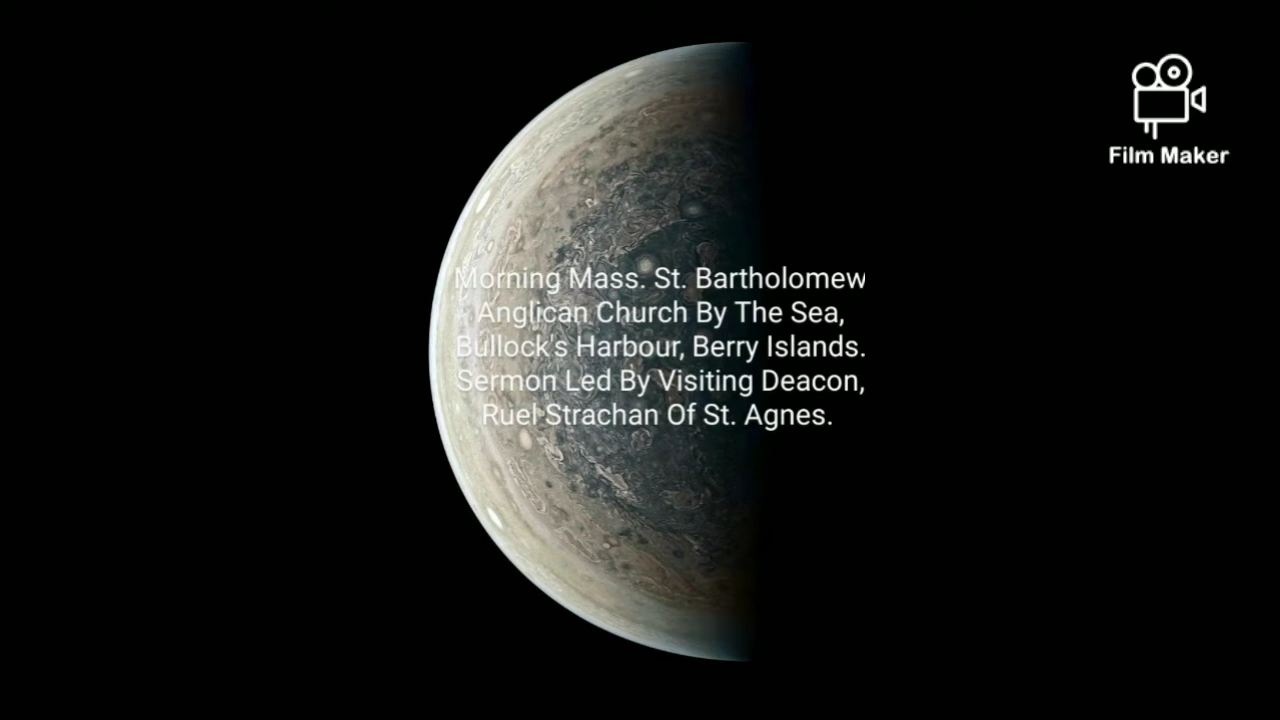 Film Maker
Morning Mass. St. Bartholomew
Anglican Church By The Sea,
Bullock's Harbour, Berry Islands.
Sermon Led By Visiting Deacon,
Ruel Strachan Of St. Agnes.